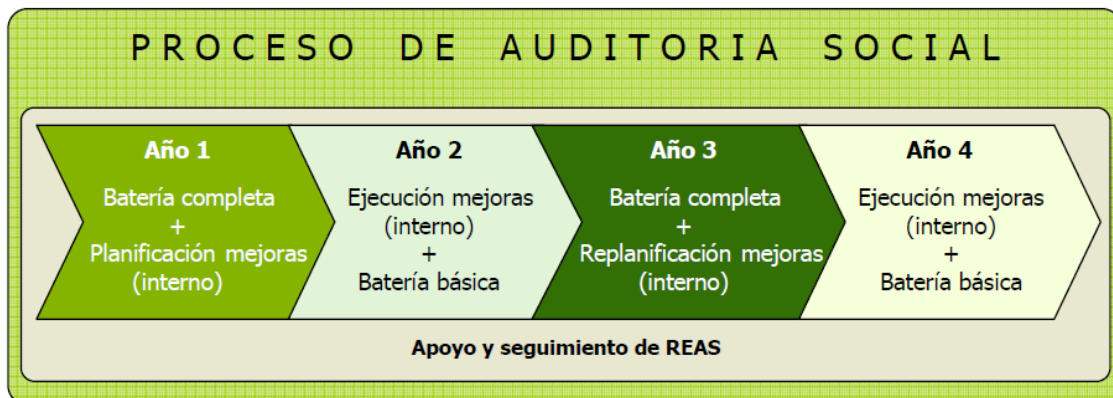 PROCESO DE AUDITORIA SOCIAL
Año 1
Batería completa
+
Planificación mejoras
(interno)
Año 2
Ejecución mejoras
(interno)
+
Batería básica
Año 3
Batería completa
+
Replanificación mejoras
(interno)
Año 4
Ejecución mejoras
(interno)
+
Batería básica
Apoyo y seguimiento de REAS